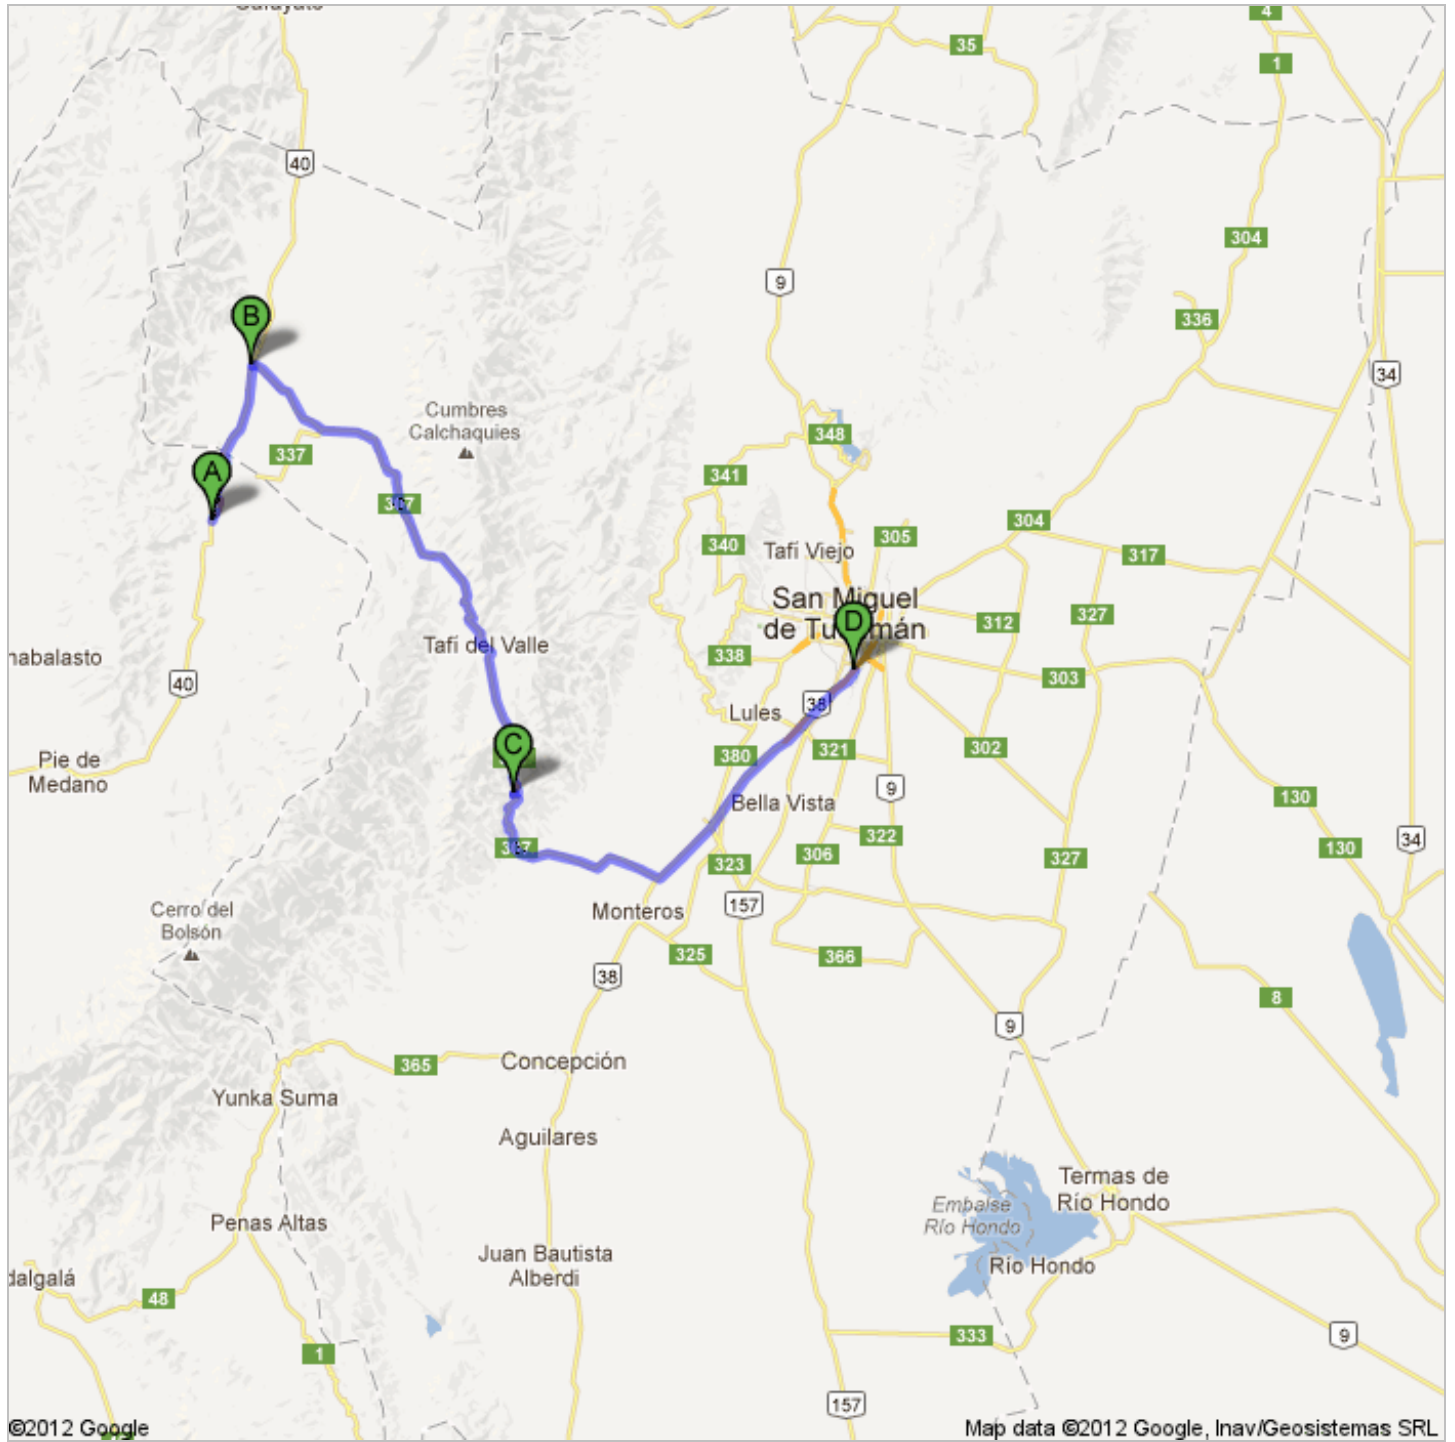 4
35
1
40
304
9
336
B
34
Cumbres
Calchaquies
348
337
A
341
304
305
340
Tafí Viejo
317
San Miguel
327
312
D
Tafí del Valle
338
40
303
38
Lules
C
302
321
380
Pie de
Medano
9
130
Bella Vista
322
34
130
306
327
323
Cerro del
Bolsón
Monteros
157
325
366
38
8
9
Concepción
365
Yunka Suma
Aguilares
Termas de
Río Hondo
Embalse
Río Hondo
Penas Altas
Juan Bautista
Alberdi
Río Hondo
dalgalá
48
333
9
1
157
©2012 Google
Map data ©2012 Google, Inav/Geosistemas SRL